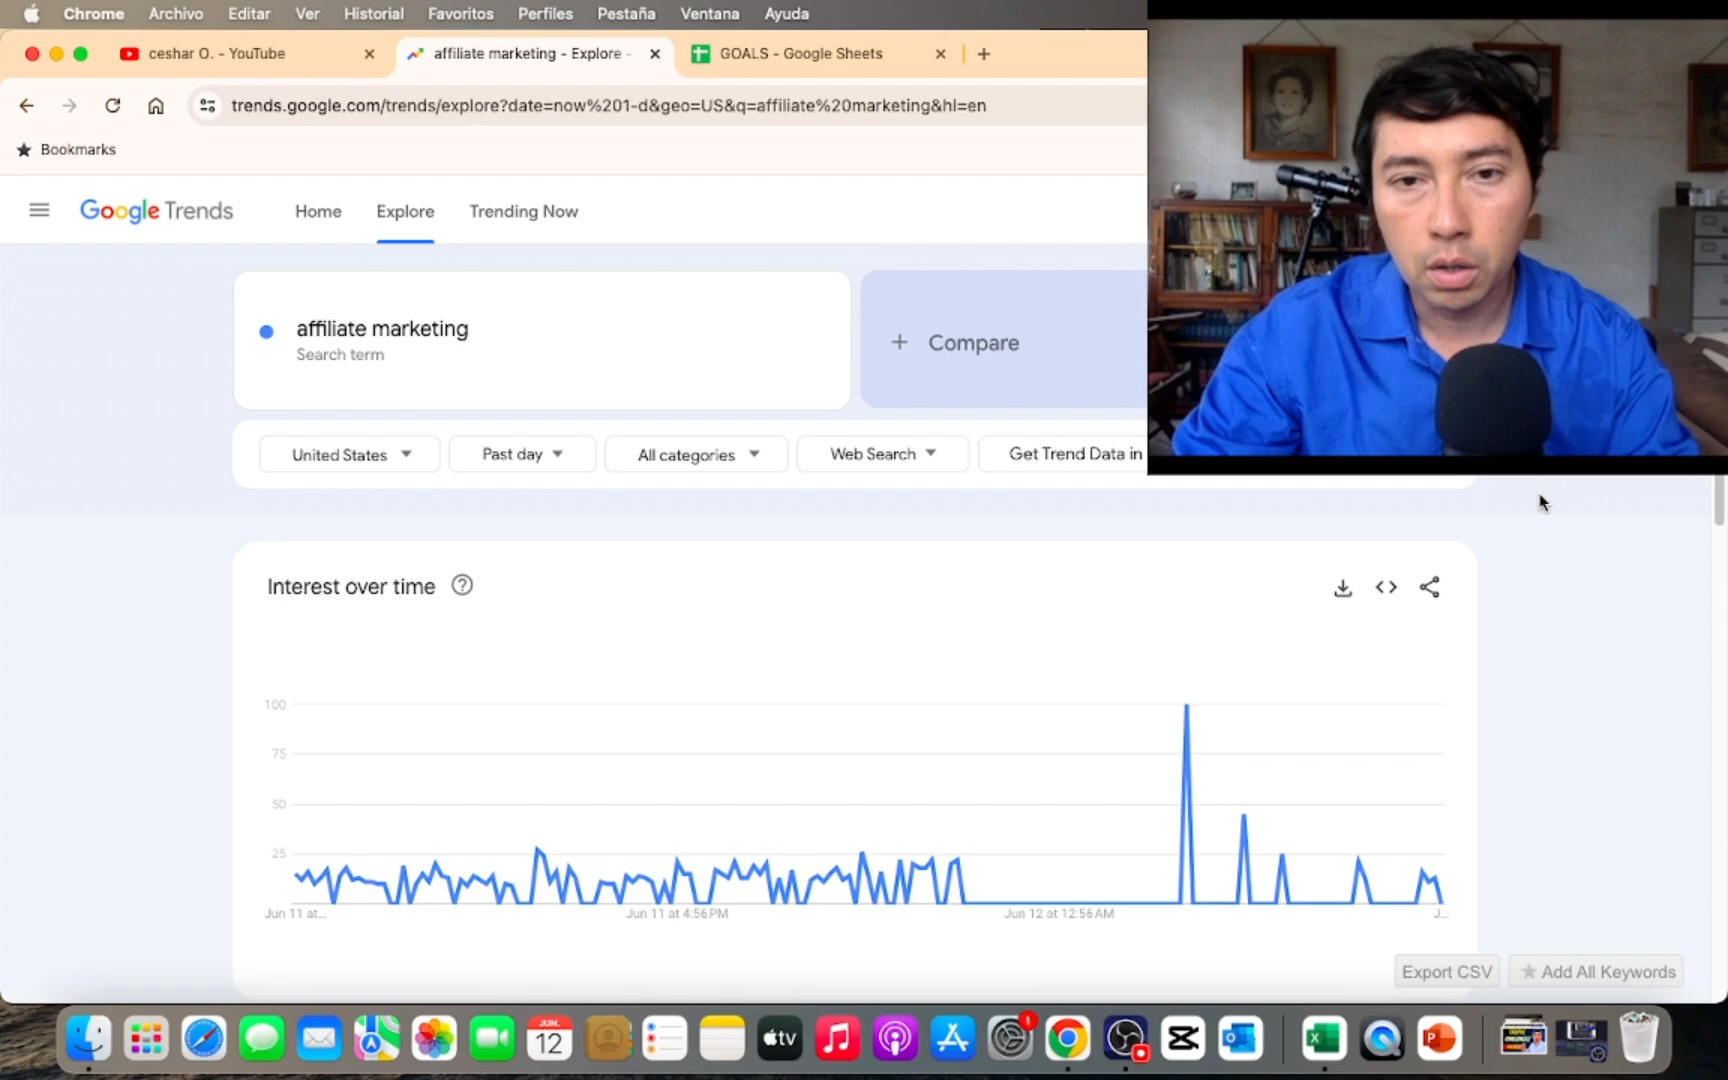 Chrome Archivo Editar Ver Historial Favoritos Perfiles Pestaña Ventana Ayuda
ceshar O. - YouTube
affiliate marketing - Explore -
GOALS - Google Sheets
trends.google.com/trends/explore?date=now%201-d&geo=US&q=affiliate%20marketing&hl=en
Bookmarks
Google Trends
Home Explore Trending Now
affiliate marketing
Search term
+ Compare
United States
Past day
All categories
Web Search
Get Trend Data in
Interest over time
100
75
50
25
Jun 11 at...
Jun 11 at 4:56 PM
Jun 12 at 12:56 AM
J...
Export CSV
Add All Keywords
JUN.
12
tv
1
P